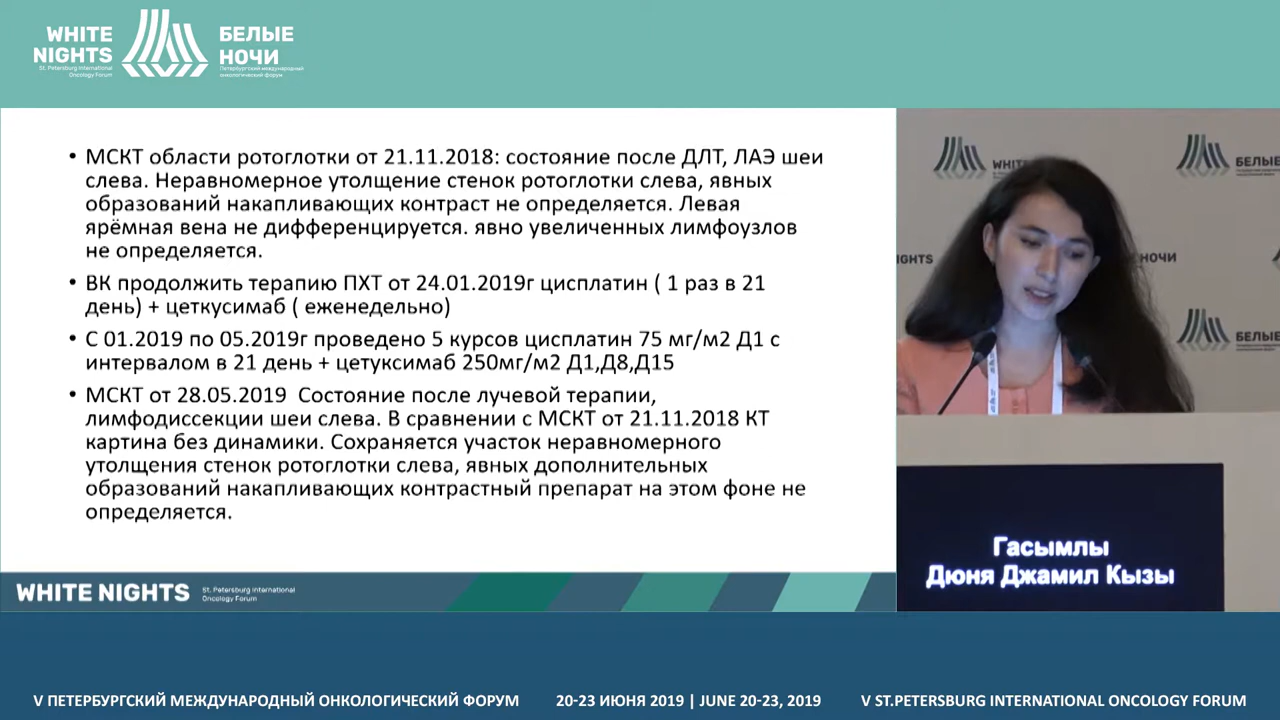 WHITE
NIGHTS
St. Petersburg International
Oncology Forum
БЕЛЫЕ
НОЧИ
Петербургский международный
онкологический форум
• МСКТ области ротоглотки от 21.11.2018: состояние после ДЛТ, ЛАЭ шеи
слева. Неравномерное утолщение стенок ротоглотки слева, явных
образований накапливающих контраст не определяется. Левая
ярёмная вена не дифференцируется. явно увеличенных лимфоузлов
не определяется.
• ВК продолжить терапию ПХТ от 24.01.2019г цисплатин ( 1 раз в 21
день) + цеткусимаб ( еженедельно)
• С 01.2019 по 05.2019г проведено 5 курсов цисплатин 75 мг/м2 Д1 с
интервалом в 21 день + цетуксимаб 250мг/м2 Д1,Д8,Д15
• МСКТ от 28.05.2019 Состояние после лучевой терапии,
лимфодиссекции шеи слева. В сравнении с МСКТ от 21.11.2018 КТ
картина без динамики. Сохраняется участок неравномерного
утолщения стенок ротоглотки слева, явных дополнительных
образований накапливающих контрастный препарат на этом фоне не
определяется.
WHITE NIGHTS
St. Petersburg International
Oncology Forum
WHITE
БЕЛЫЕ
NIGHTS
НОЧИ
БЕЛЫЕ
Гасымлы
Дюня Джамил Кызы
V ПЕТЕРБУРГСКИЙ МЕЖДУНАРОДНЫЙ ОНКОЛОГИЧЕСКИЙ ФОРУМ
20-23 ИЮНЯ 2019 | JUNE 20-23, 2019
V ST.PETERSBURG INTERNATIONAL ONCOLOGY FORUM